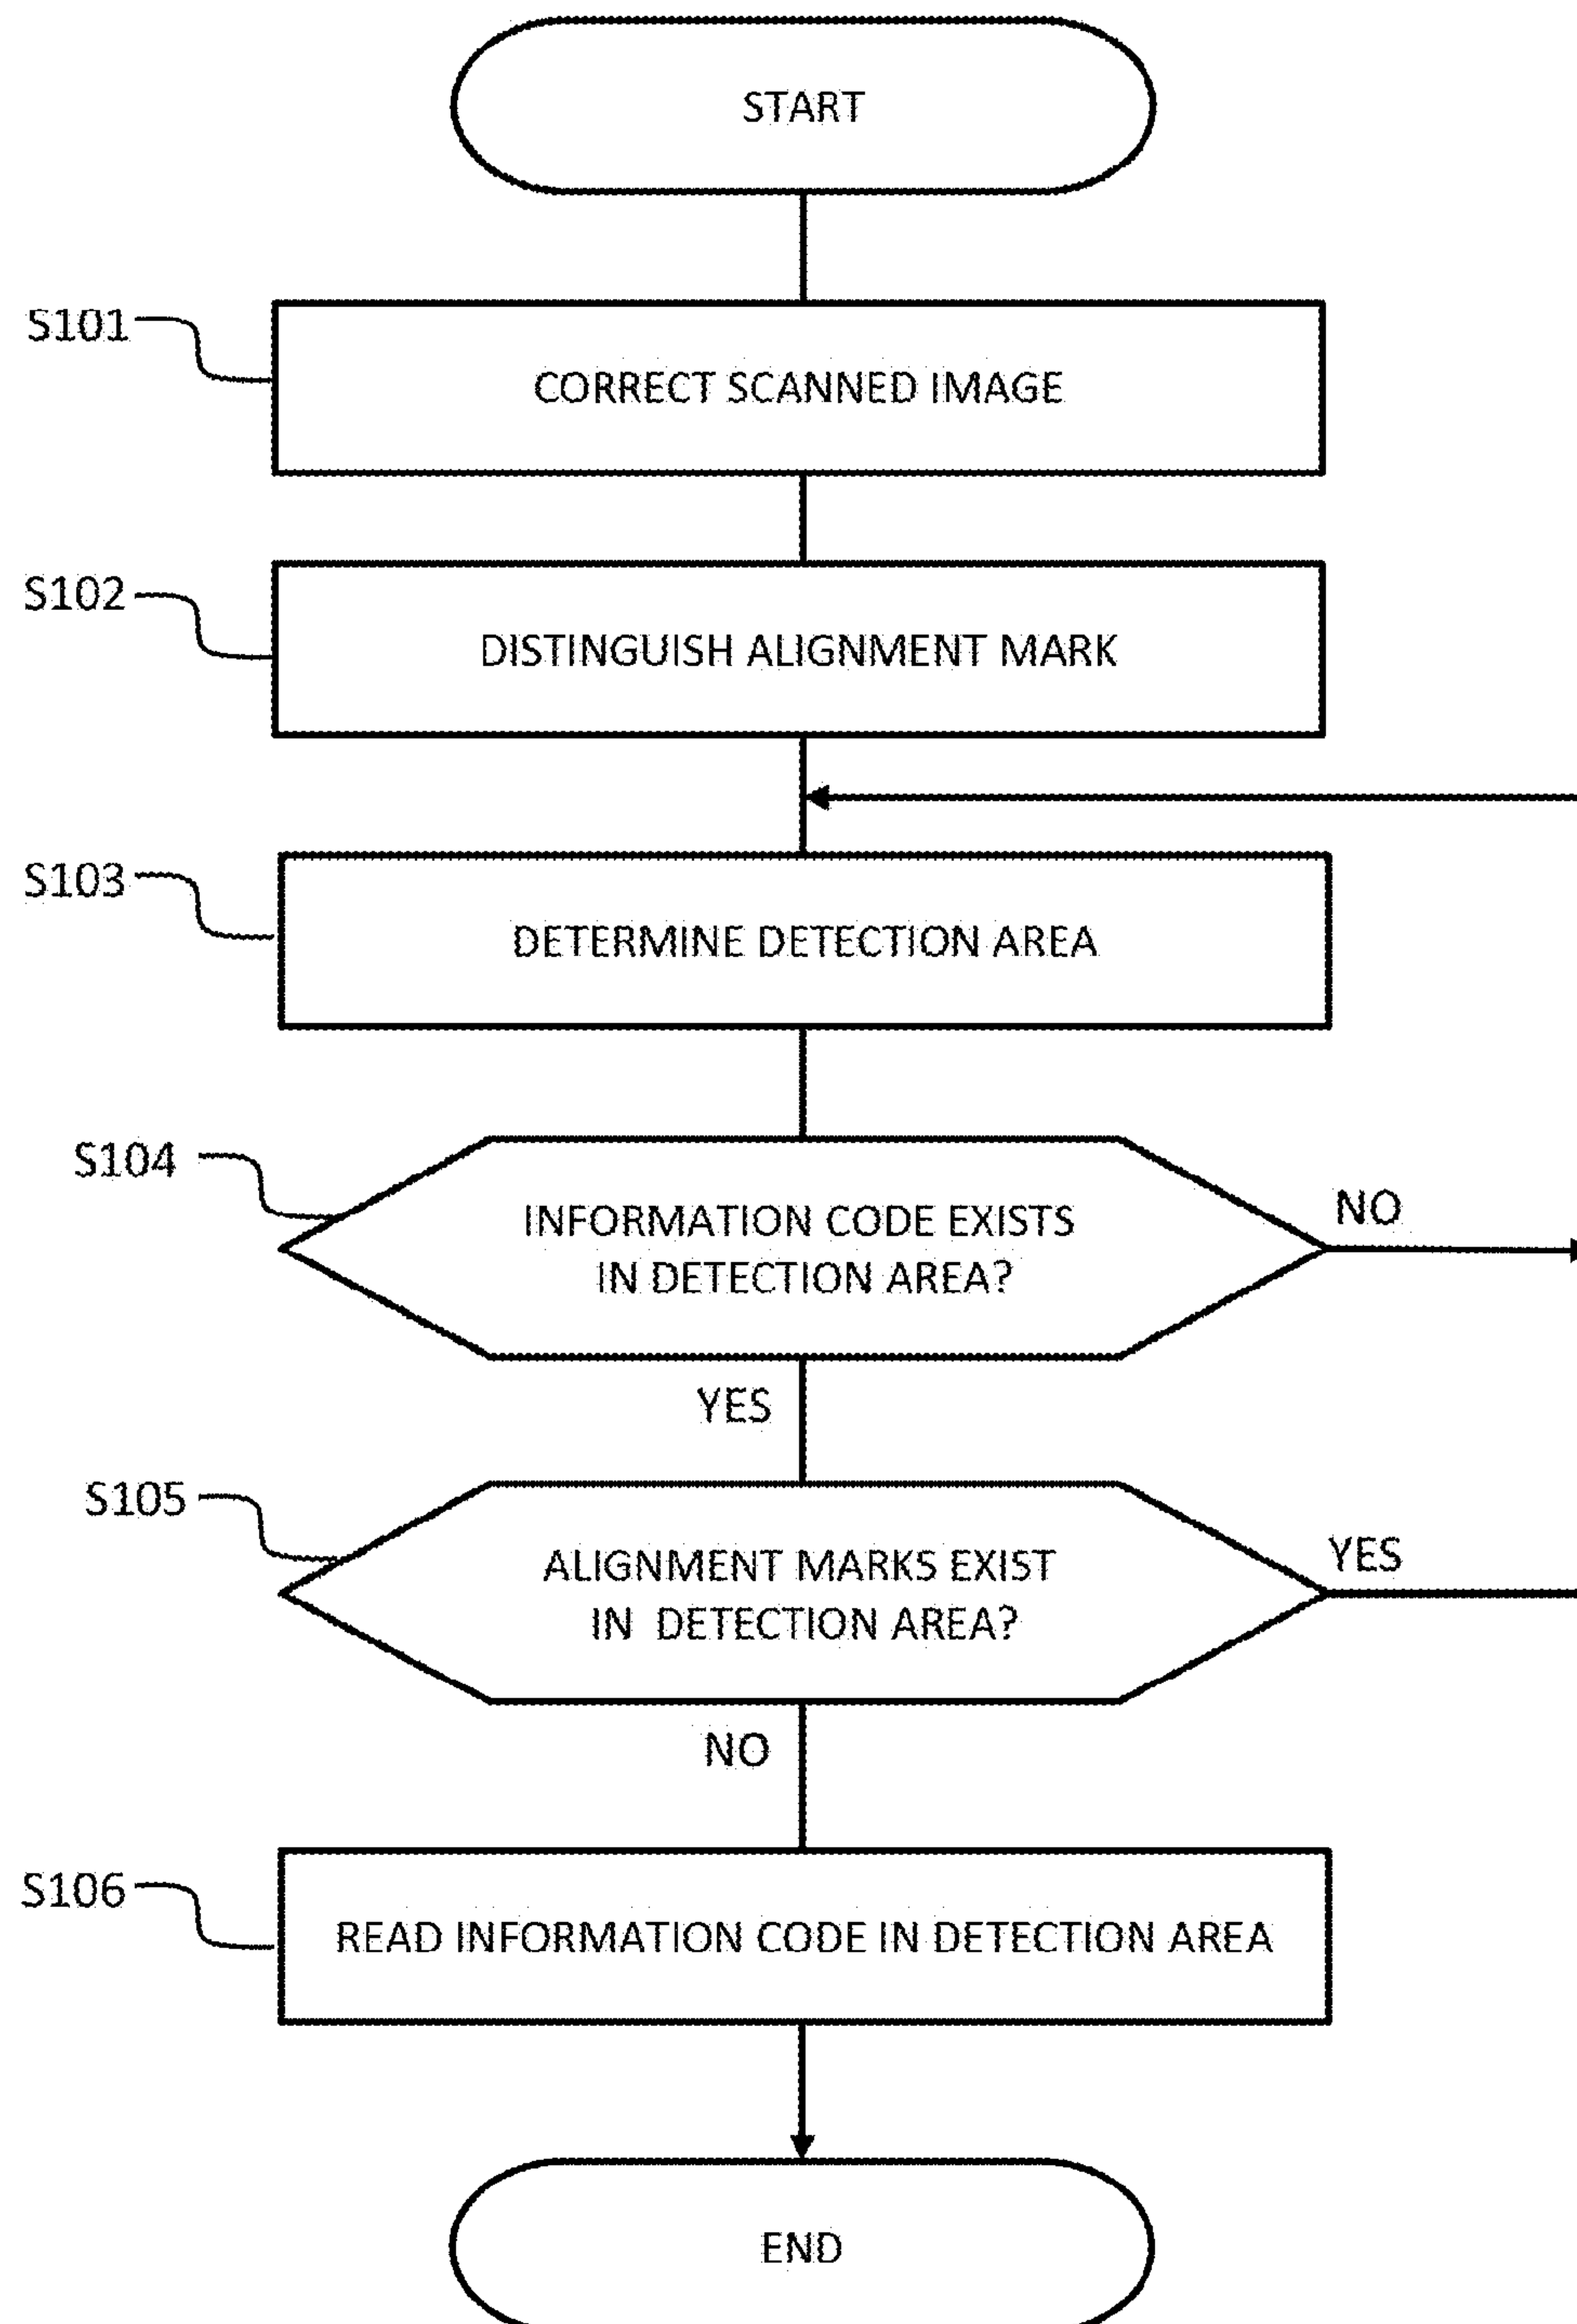 START
S101
CORRECT SCANNED IMAGE
S102
DISTINGUISH ALIGNMENT MARK
S103
DETERMINE DETECTION AREA
S104
INFORMATION CODE EXISTS
IN DETECTION AREA?
NO
YES
S105
ALIGNMENT MARKS EXIST
IN DETECTION AREA?
YES
NO
S106
READ INFORMATION CODE IN DETECTION AREA
END